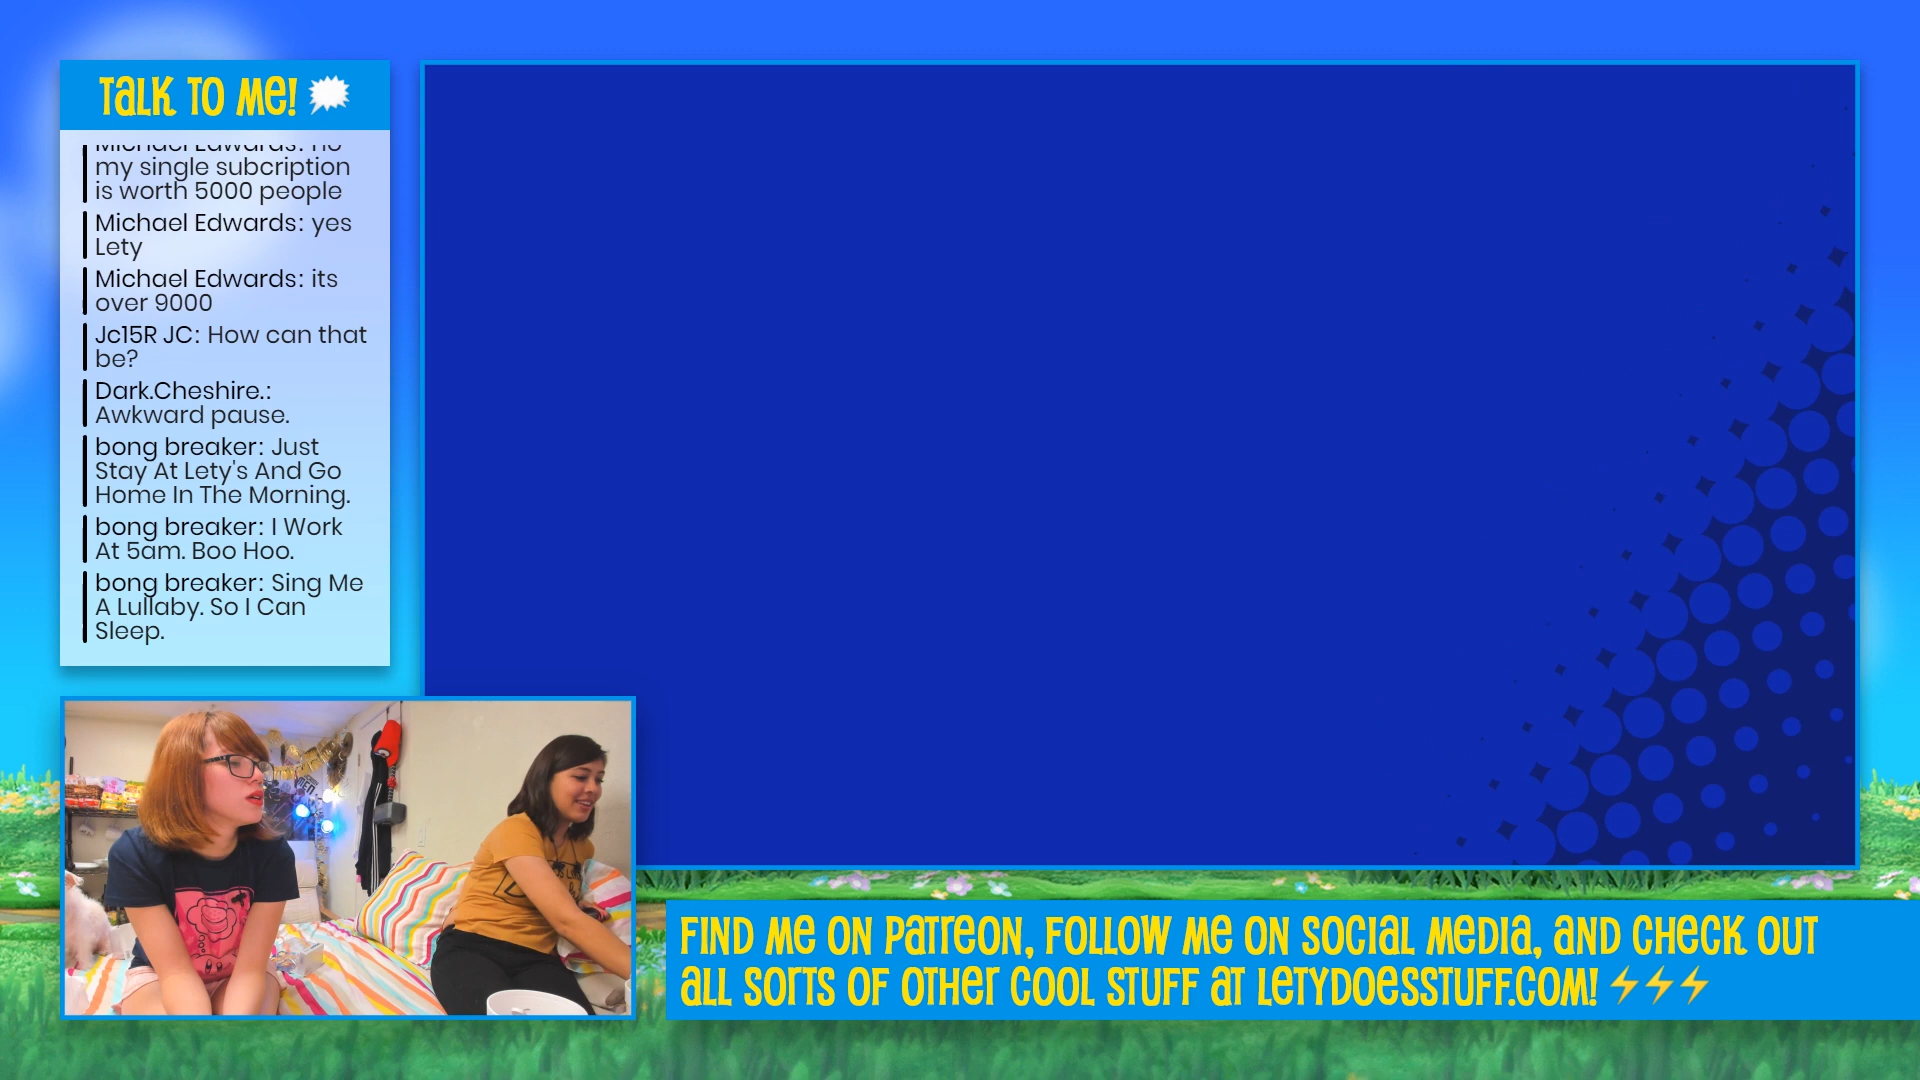 TALK TO ME!
Michael Edwards: no
my single subcription
is worth 5000 people
Michael Edwards: yes
Lety
Michael Edwards: its
over 9000
Jc15R JC: How can that
be?
Dark.Cheshire.:
Awkward pause.
bong breaker: Just
Stay At Lety's And Go
Home In The Morning.
bong breaker: I Work
At 5am. Boo Hoo.
bong breaker: Sing Me
A Lullaby. So I Can
Sleep.
FIND ME ON PATREON, FOLLOW ME ON SOCIAL MEDIA, AND CHECK OUT
ALL SORTS OF OTHER COOL STUFF AT LETYDOESSTUFF.COM! ⚡⚡⚡